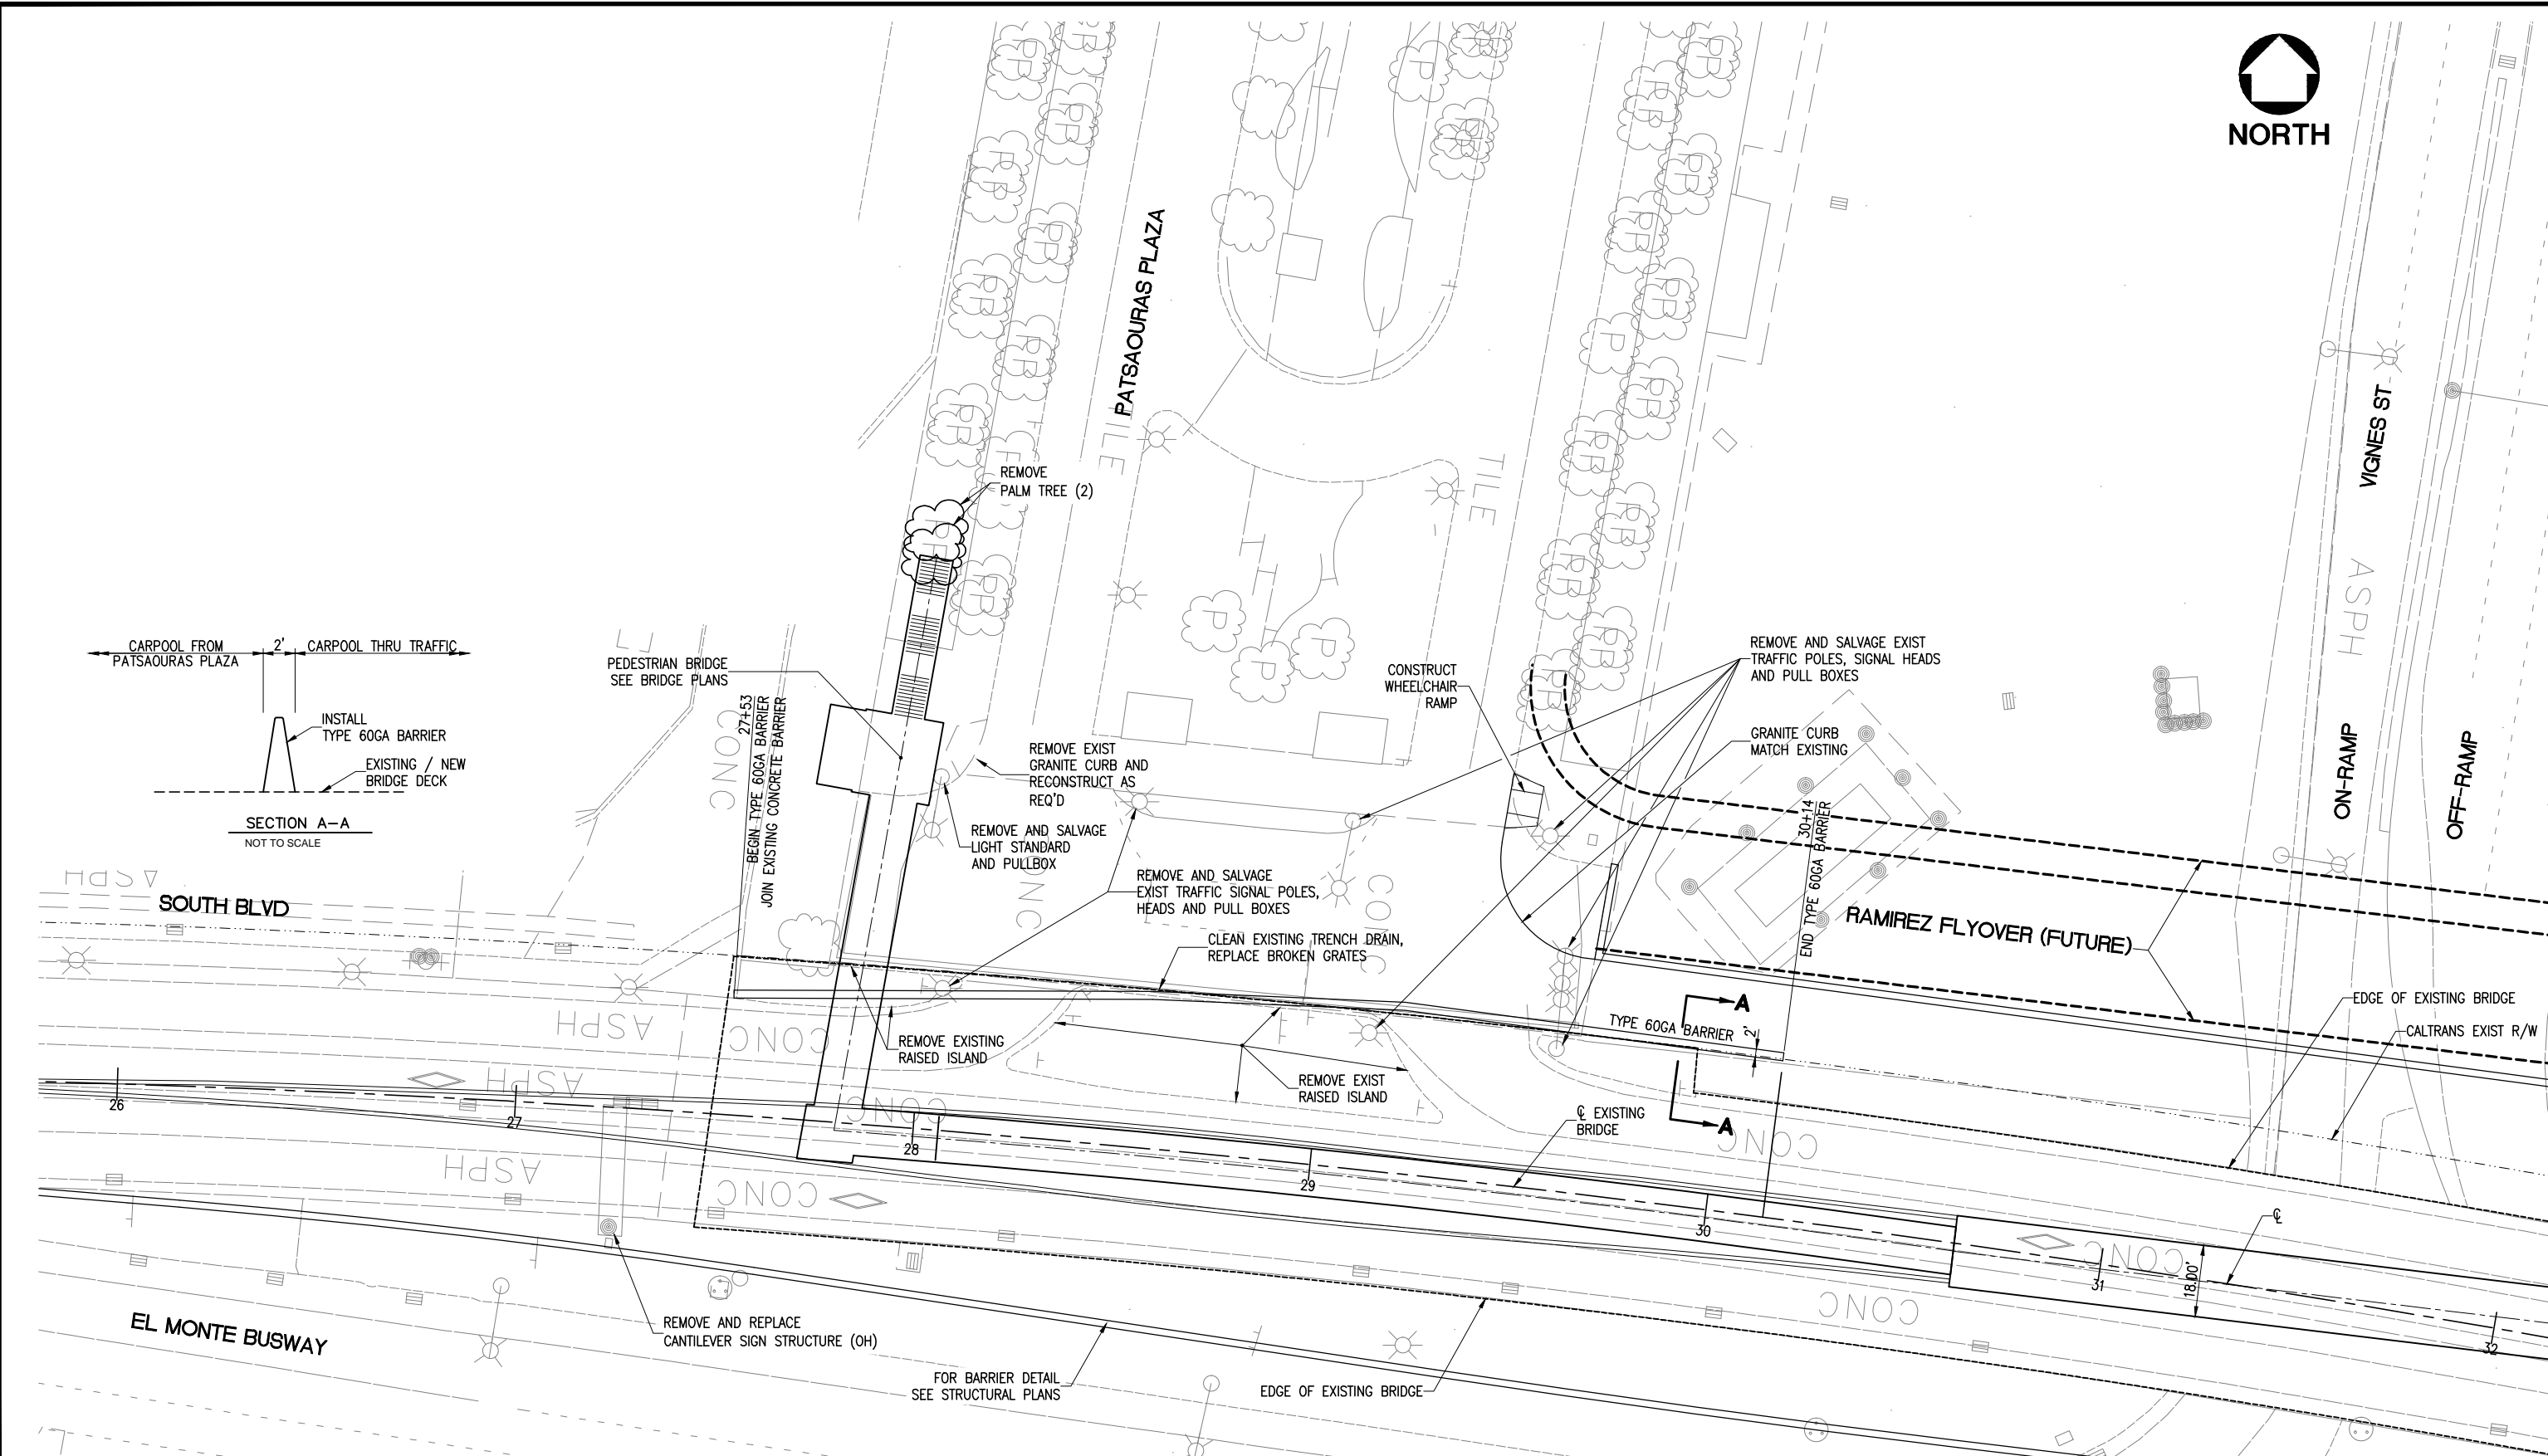 NORTH
PATSAOURAS PLAZA
TILE
TILE
VIGNES ST
ASPH
ON-RAMP
OFF-RAMP
REMOVE
PALM TREE (2)
CARPOOL FROM
PATSAOURAS PLAZA
2'
CARPOOL THRU TRAFFIC
INSTALL
TYPE 60GA BARRIER
EXISTING / NEW
BRIDGE DECK
SECTION A-A
NOT TO SCALE
PEDESTRIAN BRIDGE
SEE BRIDGE PLANS
27+53
BEGIN TYPE 60GA BARRIER
JOIN EXISTING CONCRETE BARRIER
CONC
REMOVE EXIST
GRANITE CURB AND
RECONSTRUCT AS
REQ'D
REMOVE AND SALVAGE
LIGHT STANDARD
AND PULLBOX
CONC
REMOVE AND SALVAGE
EXIST TRAFFIC SIGNAL POLES,
HEADS AND PULL BOXES
CLEAN EXISTING TRENCH DRAIN,
REPLACE BROKEN GRATES
CONC
CONSTRUCT
WHEELCHAIR
RAMP
REMOVE AND SALVAGE EXIST
TRAFFIC POLES, SIGNAL HEADS
AND PULL BOXES
GRANITE CURB
MATCH EXISTING
30+14
END TYPE 60GA BARRIER
RAMIREZ FLYOVER (FUTURE)
EDGE OF EXISTING BRIDGE
CALTRANS EXIST R/W
ASPH
SOUTH BLVD
ASPH
CONC
REMOVE EXISTING
RAISED ISLAND
REMOVE EXIST
RAISED ISLAND
TYPE 60GA BARRIER
2'
A
A
℄ EXISTING
BRIDGE
CONC
ASPH
CONC
26
27
28
29
30
31
32
ASPH
CONC
CONC
CONC
℄
18.00'
EL MONTE BUSWAY
REMOVE AND REPLACE
CANTILEVER SIGN STRUCTURE (OH)
FOR BARRIER DETAIL
SEE STRUCTURAL PLANS
EDGE OF EXISTING BRIDGE